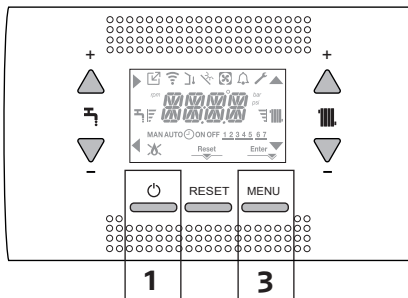 + +
rpm bar
psi
MAN AUTO ON OFF 1 2 3 4 5 6 7
Reset Enter
- -
RESET MENU
1 3